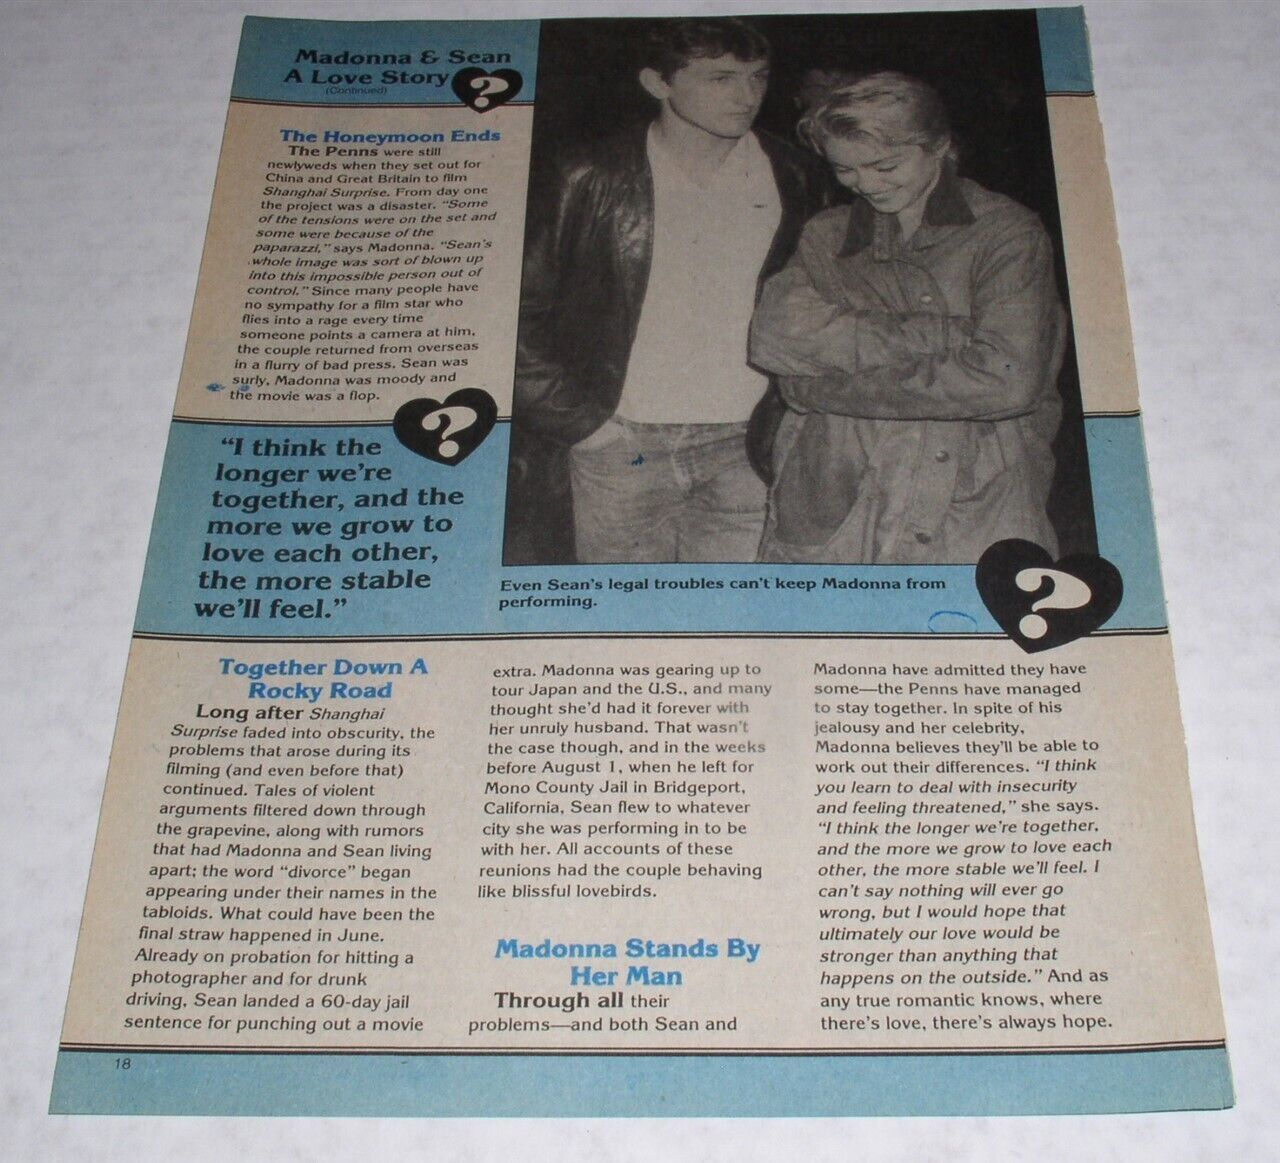 Madonna & Sean
A Love Story
?
(Continued)
The Honeymoon Ends
The Penns were still
newlyweds when they set out for
China and Great Britain to film
Shanghai Surprise. From day one
the project was a disaster. "Some
of the tensions were on the set and
some were because of the
paparazzi," says Madonna. "Sean's
whole image was sort of blown up
into this impossible person out of
control." Since many people have
no sympathy for a film star who
flies into a rage every time
someone points a camera at him,
the couple returned from overseas
in a flurry of bad press. Sean was
surly, Madonna was moody and
the movie was a flop.
?
"I think the
longer we're
together, and the
more we grow to
love each other,
the more stable
we'll feel."
Even Sean's legal troubles can't keep Madonna from
performing.
?
Together Down A
Rocky Road
Long after Shanghai
Surprise faded into obscurity, the
problems that arose during its
filming (and even before that)
continued. Tales of violent
arguments filtered down through
the grapevine, along with rumors
that had Madonna and Sean living
apart; the word "divorce" began
appearing under their names in the
tabloids. What could have been the
final straw happened in June.
Already on probation for hitting a
photographer and for drunk
driving, Sean landed a 60-day jail
sentence for punching out a movie
extra. Madonna was gearing up to
tour Japan and the U.S., and many
thought she'd had it forever with
her unruly husband. That wasn't
the case though, and in the weeks
before August 1, when he left for
Mono County Jail in Bridgeport,
California, Sean flew to whatever
city she was performing in to be
with her. All accounts of these
reunions had the couple behaving
like blissful lovebirds.
Madonna Stands By
Her Man
Through all their
problems—and both Sean and
Madonna have admitted they have
some—the Penns have managed
to stay together. In spite of his
jealousy and her celebrity,
Madonna believes they'll be able to
work out their differences. "I think
you learn to deal with insecurity
and feeling threatened," she says.
"I think the longer we're together,
and the more we grow to love each
other, the more stable we'll feel. I
can't say nothing will ever go
wrong, but I would hope that
ultimately our love would be
stronger than anything that
happens on the outside." And as
any true romantic knows, where
there's love, there's always hope.
18